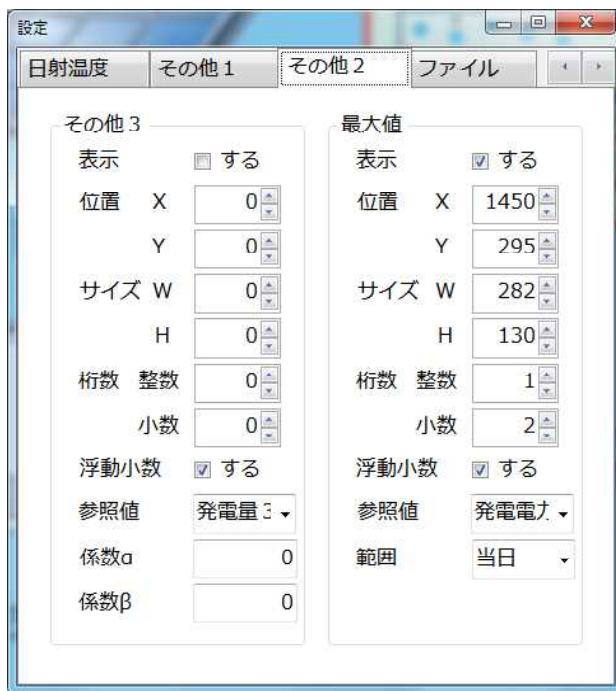 設定
日射温度 その他1 その他2 ファイル
その他3
表示 する
位置 X 0
Y 0
サイズ W 0
H 0
桁数 整数 0
小数 0
浮動小数 する
参照値 発電量3
係数α 0
係数β 0
最大値
表示 する
位置 X 1450
Y 295
サイズ W 282
H 130
桁数 整数 1
小数 2
浮動小数 する
参照値 発電電力
範囲 当日